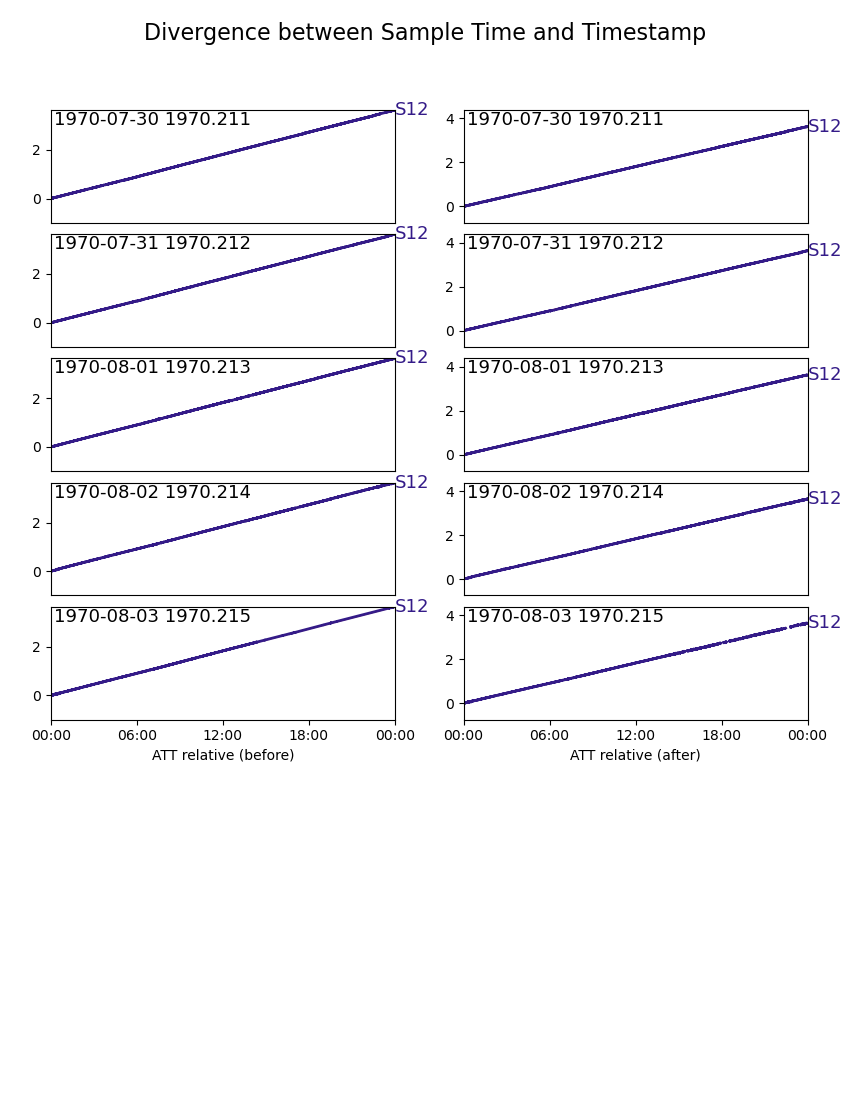 Divergence between Sample Time and Timestamp
1970-07-30 1970.211
S12
2
0
1970-07-30 1970.211
S12
4
2
0
1970-07-31 1970.212
S12
2
0
1970-07-31 1970.212
S12
4
2
0
1970-08-01 1970.213
S12
2
0
1970-08-01 1970.213
S12
4
2
0
1970-08-02 1970.214
S12
2
0
1970-08-02 1970.214
S12
4
2
0
1970-08-03 1970.215
S12
2
0
00:00 06:00 12:00 18:00 00:00
ATT relative (before)
1970-08-03 1970.215
S12
4
2
0
00:00 06:00 12:00 18:00 00:00
ATT relative (after)